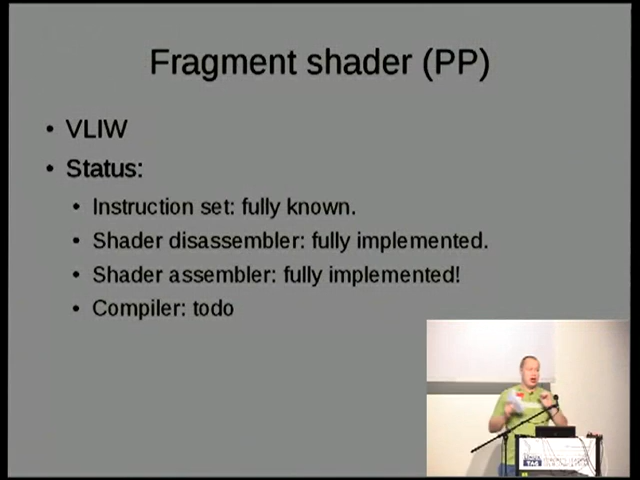 Fragment shader (PP)
• VLIW
• Status:
• Instruction set: fully known.
• Shader disassembler: fully implemented.
• Shader assembler: fully implemented!
• Compiler: todo
TAG